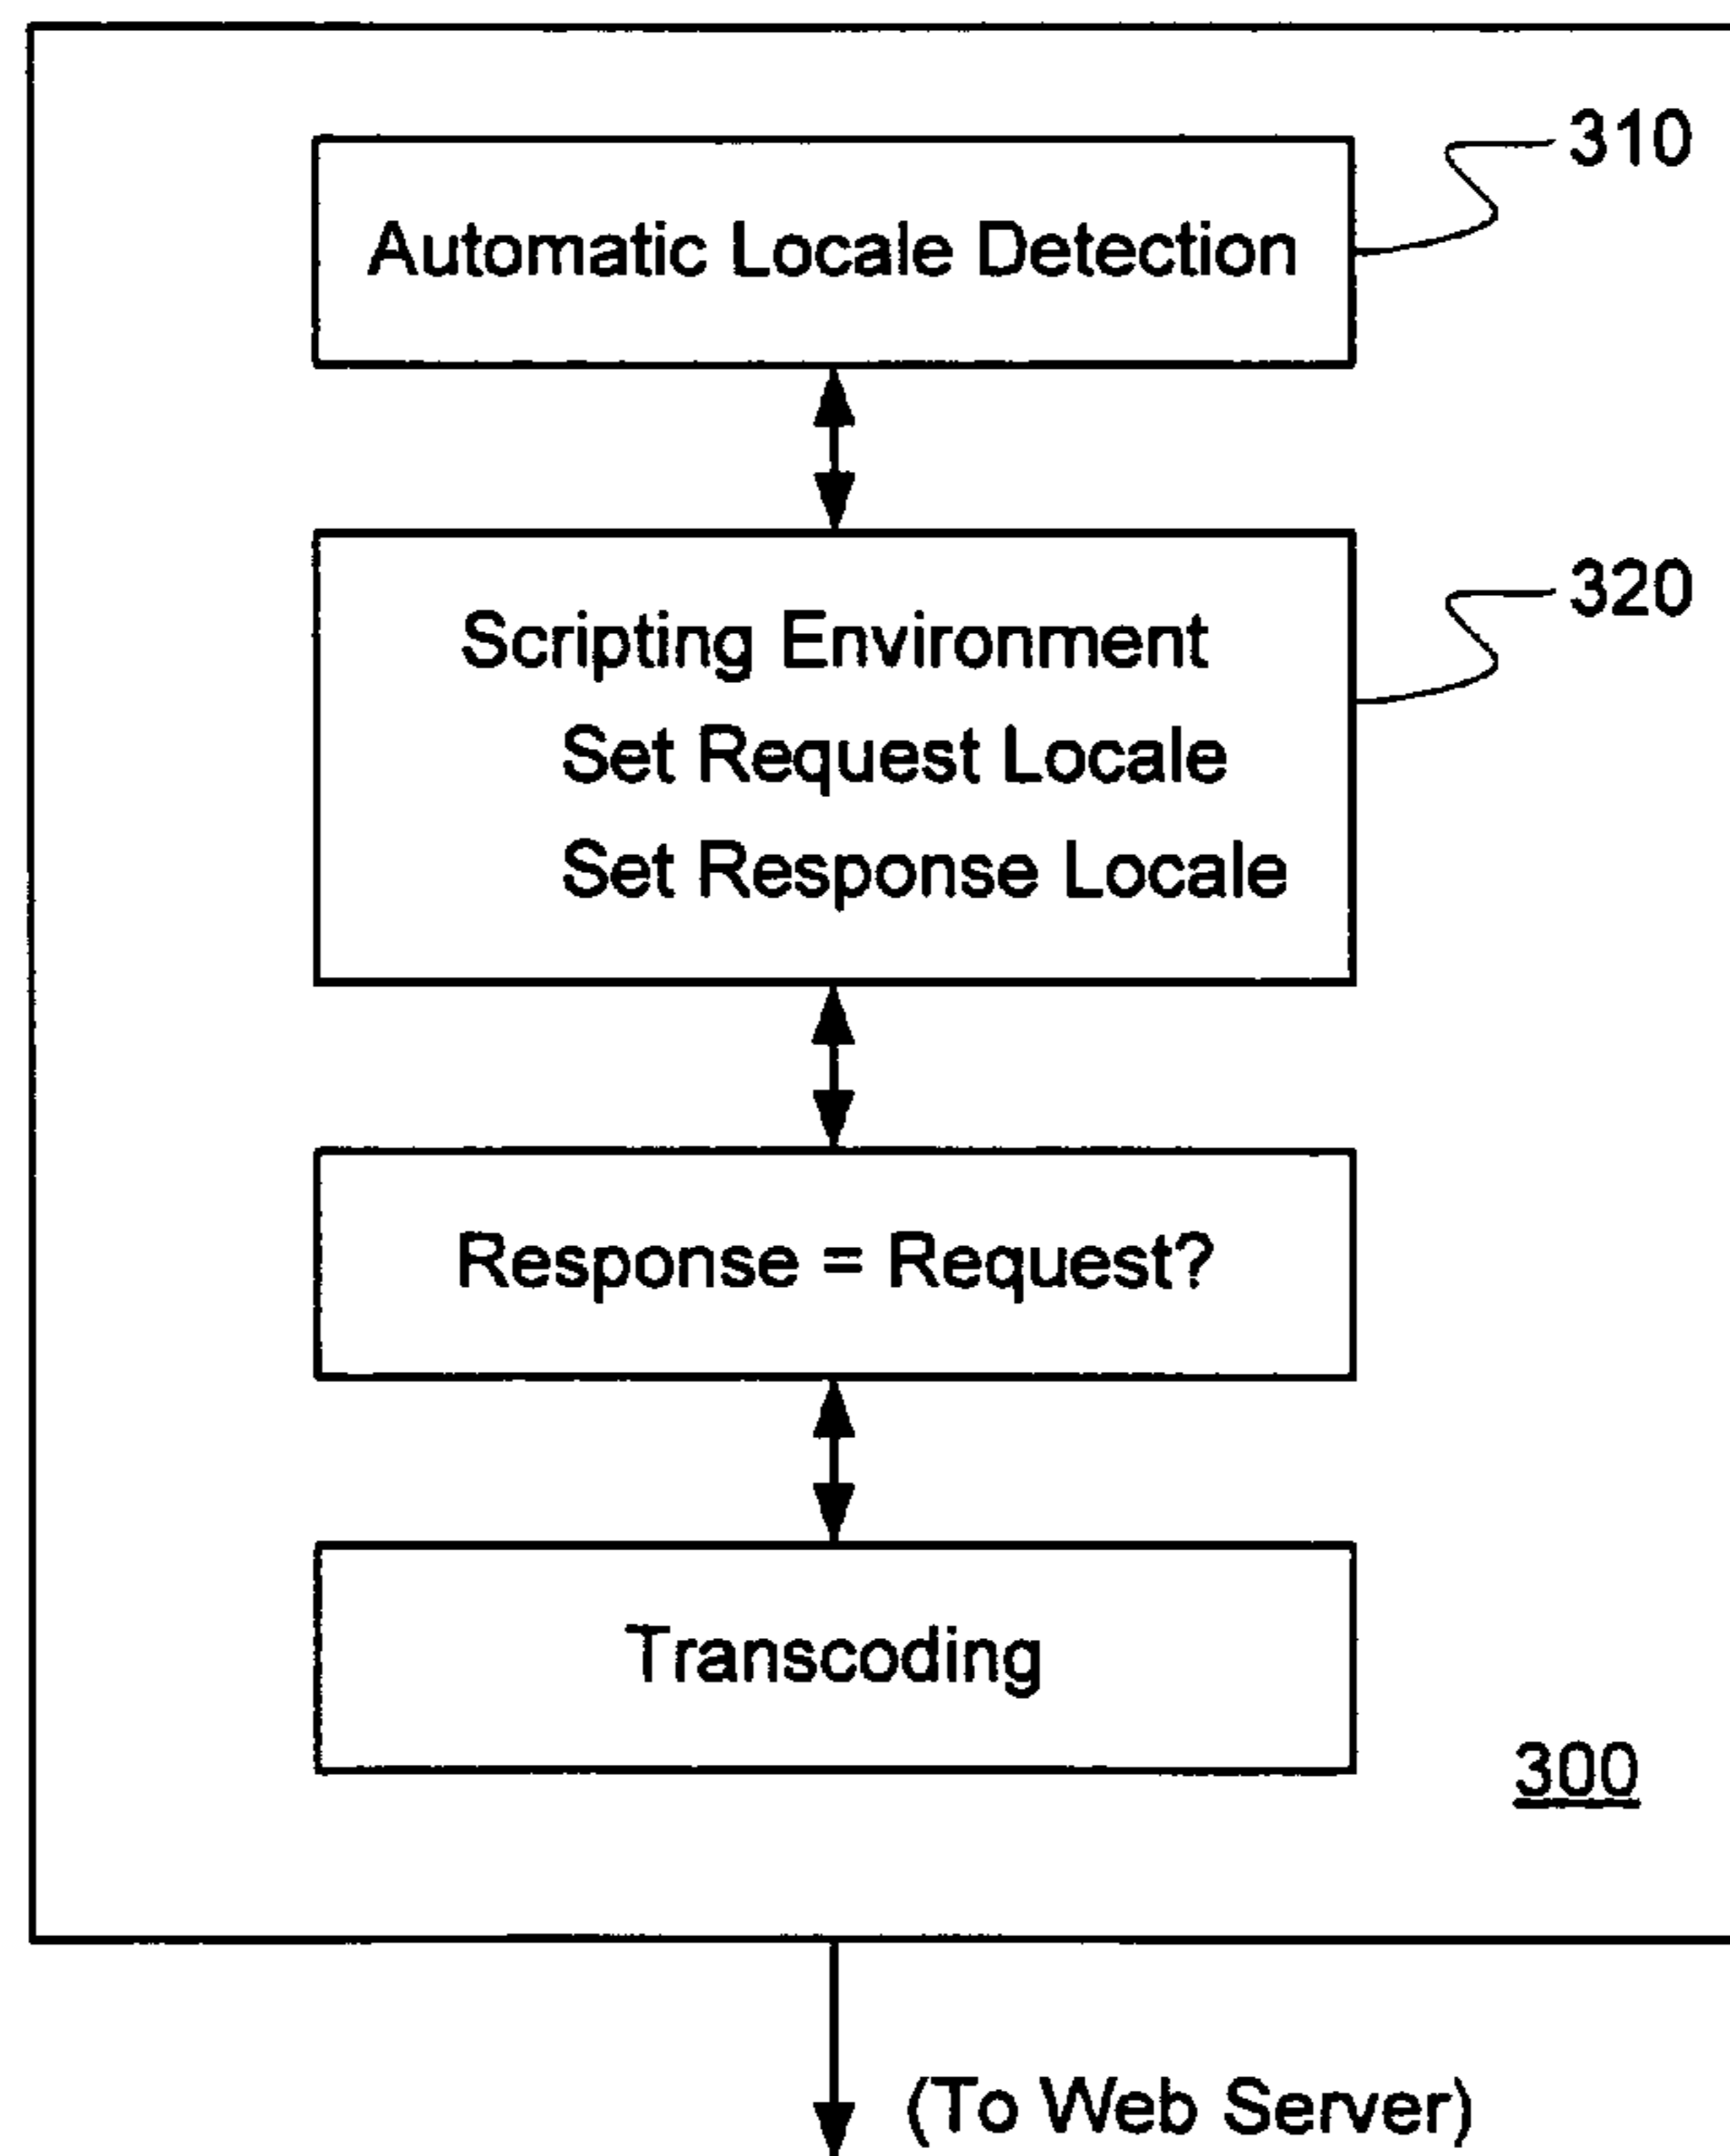 310
Automatic Locale Detection
320
Scripting Environment
Set Request Locale
Set Response Locale
Response = Request?
Transcoding
300
(To Web Server)